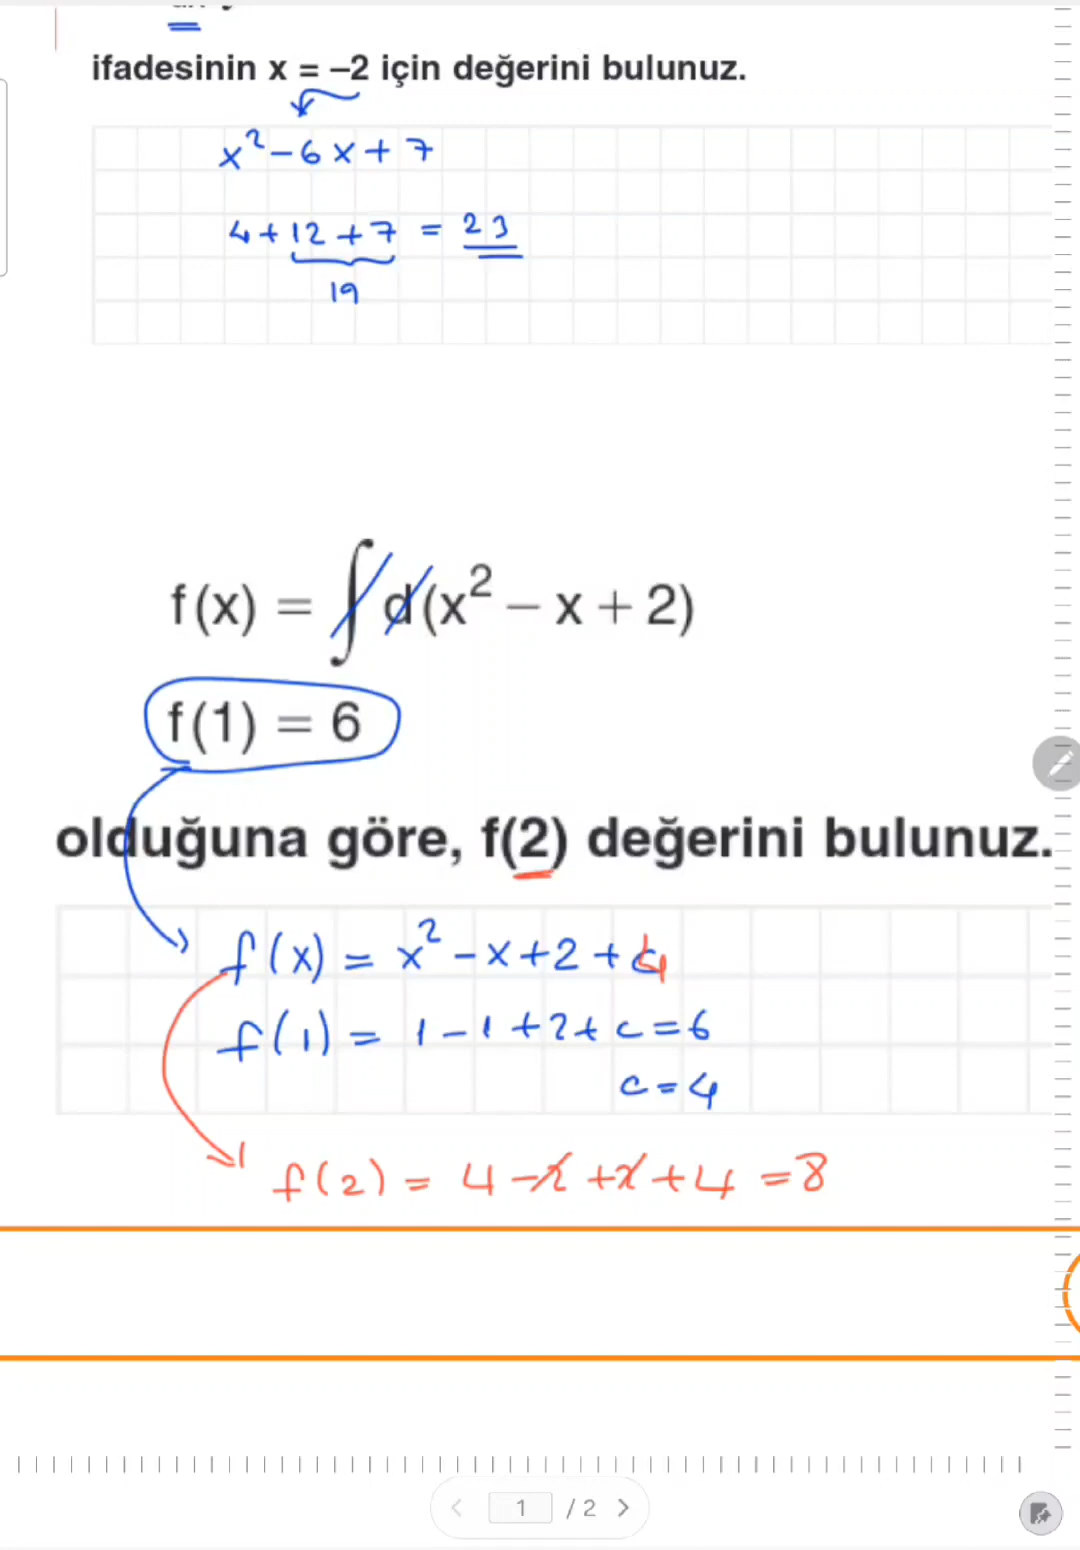 ifadesinin x = –2 için değerini bulunuz.
x² – 6x + 7
4 + 12 + 7 = 23
19
f(x) = ∫d(x² – x + 2)
f(1) = 6
olduğuna göre, f(2) değerini bulunuz.
f(x) = x² – x + 2 + 4
f(1) = 1 – 1 + 2 + c = 6
c = 4
f(2) = 4 – 2 + 2 + 4 = 8
1 / 2